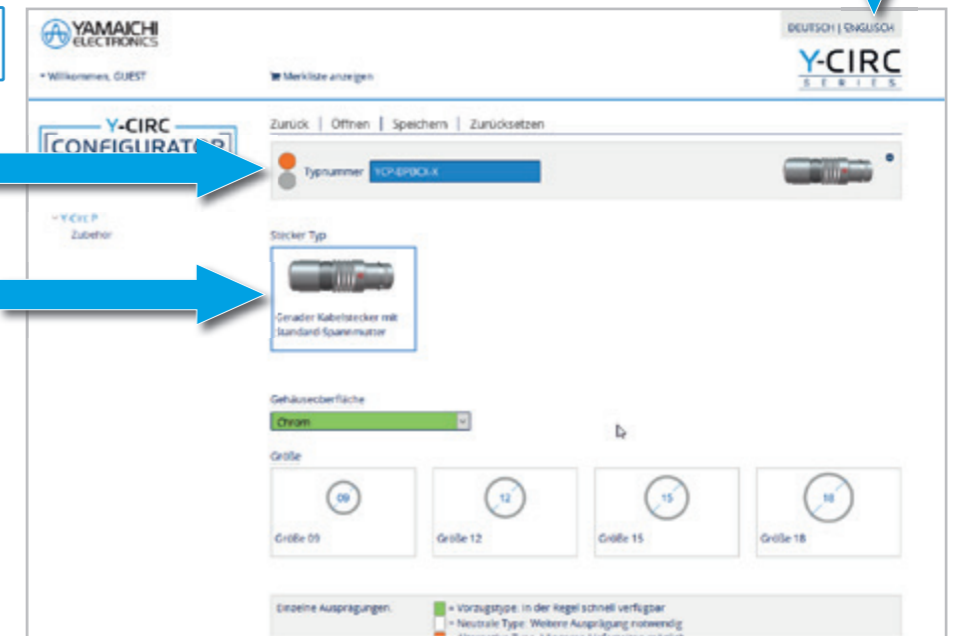 YAMAICHI
ELECTRONICS
DEUTSCH | ENGLISCH
Y-CIRC
SERIES
Willkommen, GUEST
Merkliste anzeigen
Y-CIRC
CONFIGURATOR
Zurück | Öffnen | Speichern | Zurücksetzen
Typnummer
Y-Circ P
Zubehör
Stecker Typ
Gerader Kabelstecker mit
Standard-Spannmutter
Gehäuseoberfläche
Chrom
Größe
09
12
15
18
Größe 09
Größe 12
Größe 15
Größe 18
Einzelne Ausprägungen.
= Vorzugstype: In der Regel schnell verfügbar
= Neutrale Type: Weitere Ausprägung notwendig